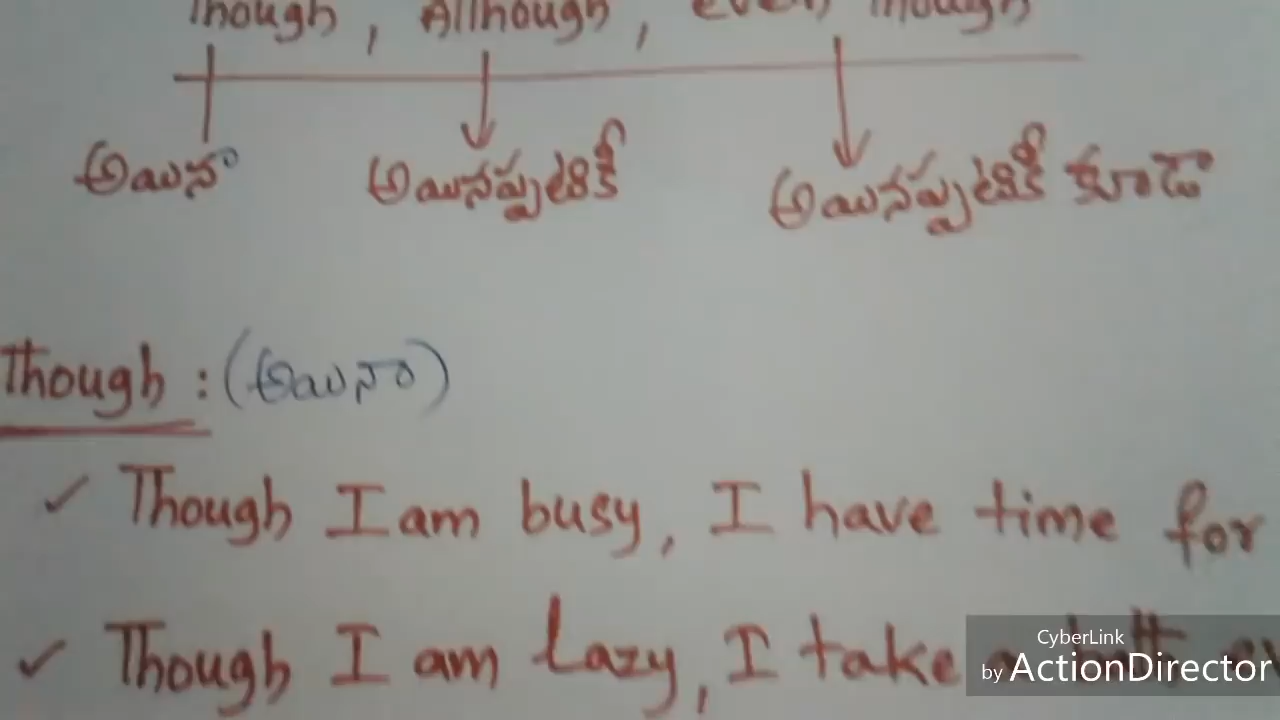 Though, Although, even though
అయినా అయినప్పటికీ అయినప్పటికీ కూడా
Though : (అయినా)
✓ Though I am busy, I have time for
✓ Though I am lazy, I take a bath
CyberLink
by ActionDirector